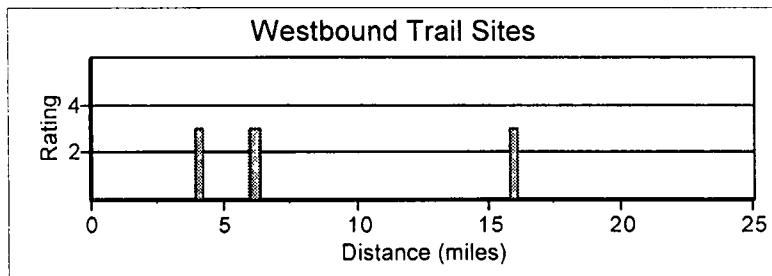 Westbound Trail Sites
Rating
4
2
0 5 10 15 20 25
Distance (miles)